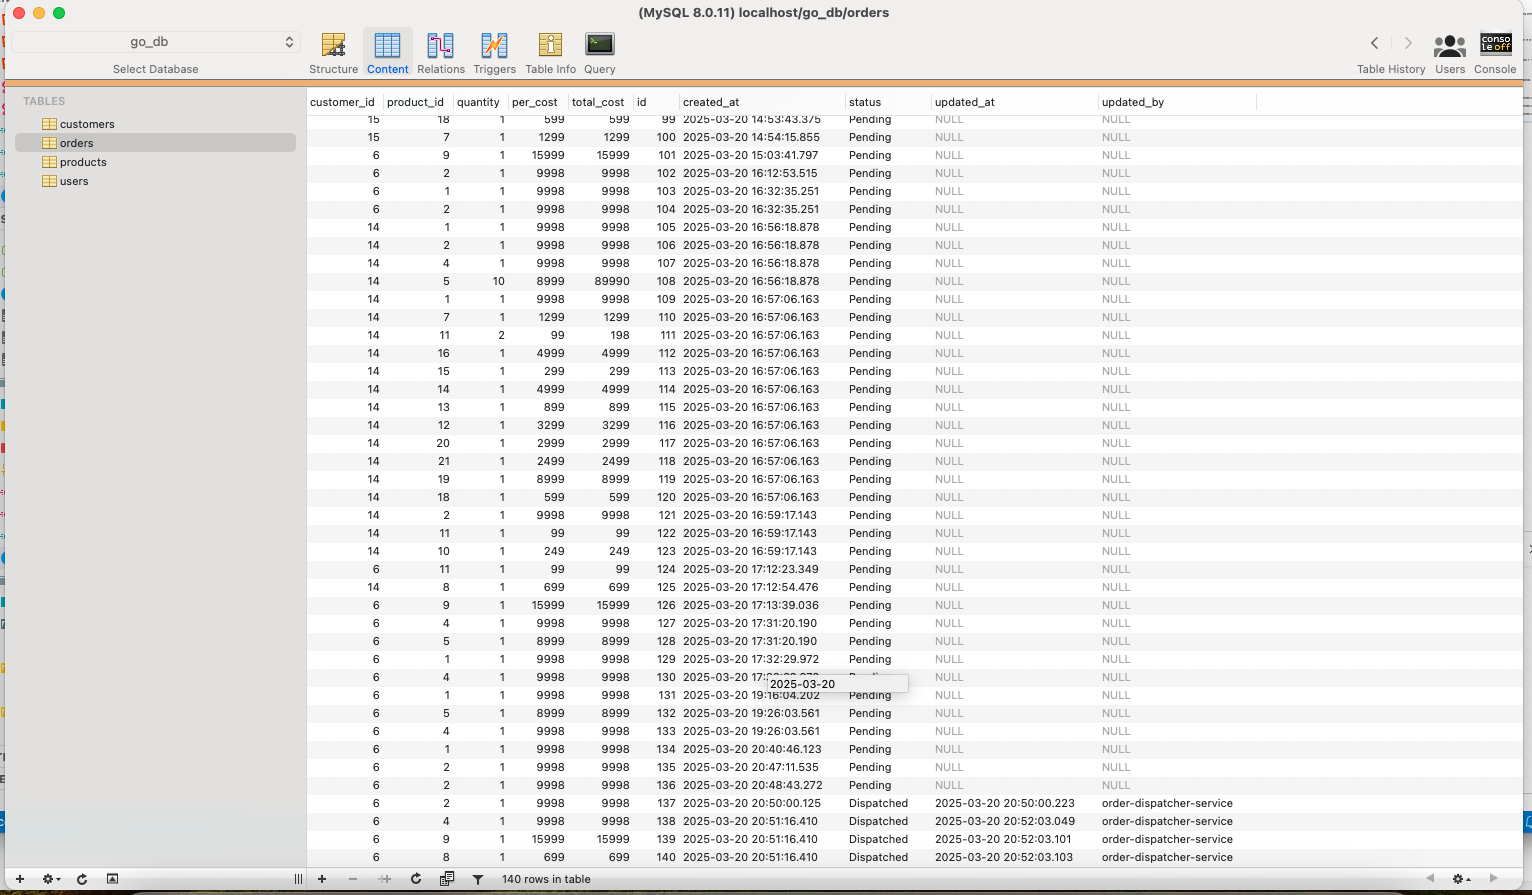 (MySQL 8.0.11) localhost/go_db/orders
go_db
Select Database
Structure Content Relations Triggers Table Info Query
conso
le off
Table History Users Console
TABLES
customers
orders
products
users
customer_id product_id quantity per_cost total_cost id created_at status updated_at updated_by
15 18 1 599 599 99 2025-03-20 14:53:43.375 Pending NULL NULL
15 7 1 1299 1299 100 2025-03-20 14:54:15.855 Pending NULL NULL
6 9 1 15999 15999 101 2025-03-20 15:03:41.797 Pending NULL NULL
6 2 1 9998 9998 102 2025-03-20 16:12:53.515 Pending NULL NULL
6 1 1 9998 9998 103 2025-03-20 16:32:35.251 Pending NULL NULL
6 2 1 9998 9998 104 2025-03-20 16:32:35.251 Pending NULL NULL
14 1 1 9998 9998 105 2025-03-20 16:56:18.878 Pending NULL NULL
14 2 1 9998 9998 106 2025-03-20 16:56:18.878 Pending NULL NULL
14 4 1 9998 9998 107 2025-03-20 16:56:18.878 Pending NULL NULL
14 5 10 8999 89990 108 2025-03-20 16:56:18.878 Pending NULL NULL
14 1 1 9998 9998 109 2025-03-20 16:57:06.163 Pending NULL NULL
14 7 1 1299 1299 110 2025-03-20 16:57:06.163 Pending NULL NULL
14 11 2 99 198 111 2025-03-20 16:57:06.163 Pending NULL NULL
14 16 1 4999 4999 112 2025-03-20 16:57:06.163 Pending NULL NULL
14 15 1 299 299 113 2025-03-20 16:57:06.163 Pending NULL NULL
14 14 1 4999 4999 114 2025-03-20 16:57:06.163 Pending NULL NULL
14 13 1 899 899 115 2025-03-20 16:57:06.163 Pending NULL NULL
14 12 1 3299 3299 116 2025-03-20 16:57:06.163 Pending NULL NULL
14 20 1 2999 2999 117 2025-03-20 16:57:06.163 Pending NULL NULL
14 21 1 2499 2499 118 2025-03-20 16:57:06.163 Pending NULL NULL
14 19 1 8999 8999 119 2025-03-20 16:57:06.163 Pending NULL NULL
14 18 1 599 599 120 2025-03-20 16:57:06.163 Pending NULL NULL
14 2 1 9998 9998 121 2025-03-20 16:59:17.143 Pending NULL NULL
14 11 1 99 99 122 2025-03-20 16:59:17.143 Pending NULL NULL
14 10 1 249 249 123 2025-03-20 16:59:17.143 Pending NULL NULL
6 11 1 99 99 124 2025-03-20 17:12:23.349 Pending NULL NULL
14 8 1 699 699 125 2025-03-20 17:12:54.476 Pending NULL NULL
6 9 1 15999 15999 126 2025-03-20 17:13:39.036 Pending NULL NULL
6 4 1 9998 9998 127 2025-03-20 17:31:20.190 Pending NULL NULL
6 5 1 8999 8999 128 2025-03-20 17:31:20.190 Pending NULL NULL
6 1 1 9998 9998 129 2025-03-20 17:32:29.972 Pending NULL NULL
6 4 1 9998 9998 130 2025-03-20 Pending NULL NULL
2025-03-20
6 1 1 9998 9998 131 2025-03-20 19:16:04.202 Pending NULL NULL
6 5 1 8999 8999 132 2025-03-20 19:26:03.561 Pending NULL NULL
6 4 1 9998 9998 133 2025-03-20 19:26:03.561 Pending NULL NULL
6 1 1 9998 9998 134 2025-03-20 20:40:46.123 Pending NULL NULL
6 2 1 9998 9998 135 2025-03-20 20:47:11.535 Pending NULL NULL
6 2 1 9998 9998 136 2025-03-20 20:48:43.272 Pending NULL NULL
6 2 1 9998 9998 137 2025-03-20 20:50:00.125 Dispatched 2025-03-20 20:50:00.223 order-dispatcher-service
6 4 1 9998 9998 138 2025-03-20 20:51:16.410 Dispatched 2025-03-20 20:52:03.049 order-dispatcher-service
6 9 1 15999 15999 139 2025-03-20 20:51:16.410 Dispatched 2025-03-20 20:52:03.101 order-dispatcher-service
6 8 1 699 699 140 2025-03-20 20:51:16.410 Dispatched 2025-03-20 20:52:03.103 order-dispatcher-service
140 rows in table